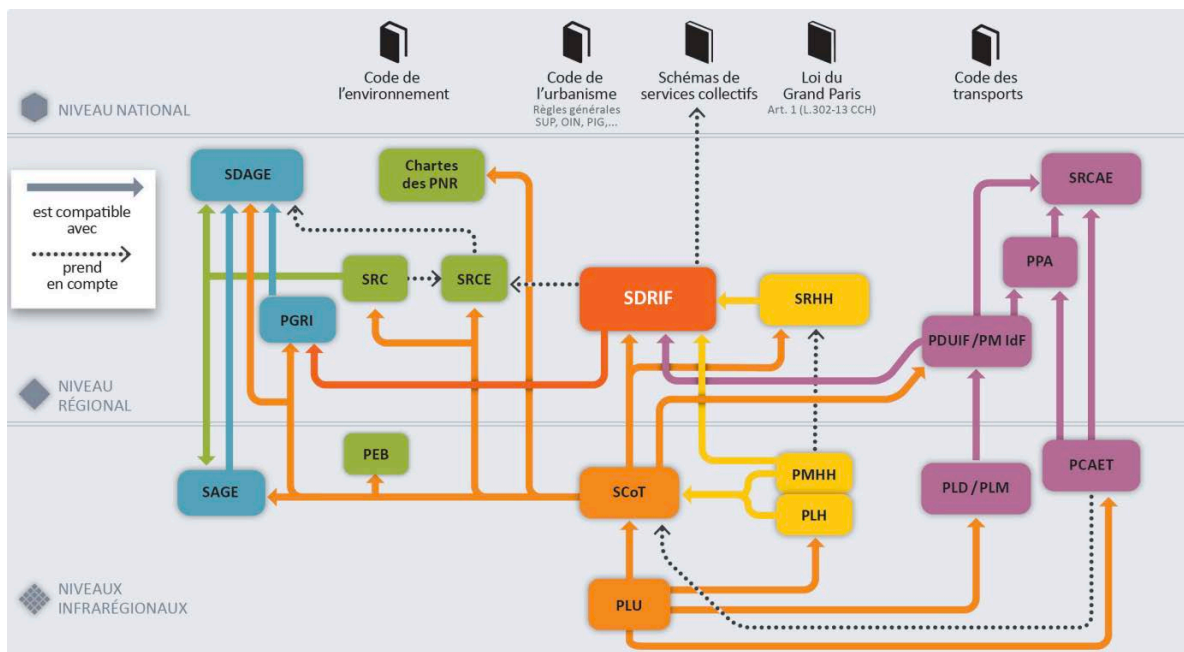 Code de
l'environnement
Code de
l'urbanisme
Règles générales
SUP, OIN, PIG,...
Schémas de
services collectifs
Loi du
Grand Paris
Art. 1 (L.302-13 CCH)
Code des
transports
NIVEAU NATIONAL
SDAGE
Chartes
des PNR
SRCAE
est compatible
avec
prend
en compte
SRC
SRCE
SDRIF
SRHH
PPA
PGRI
PDUIF/PM IdF
NIVEAU
RÉGIONAL
PEB
SAGE
SCoT
PMHH
PLH
PLD / PLM
PCAET
NIVEAUX
INFRARÉGIONAUX
PLU